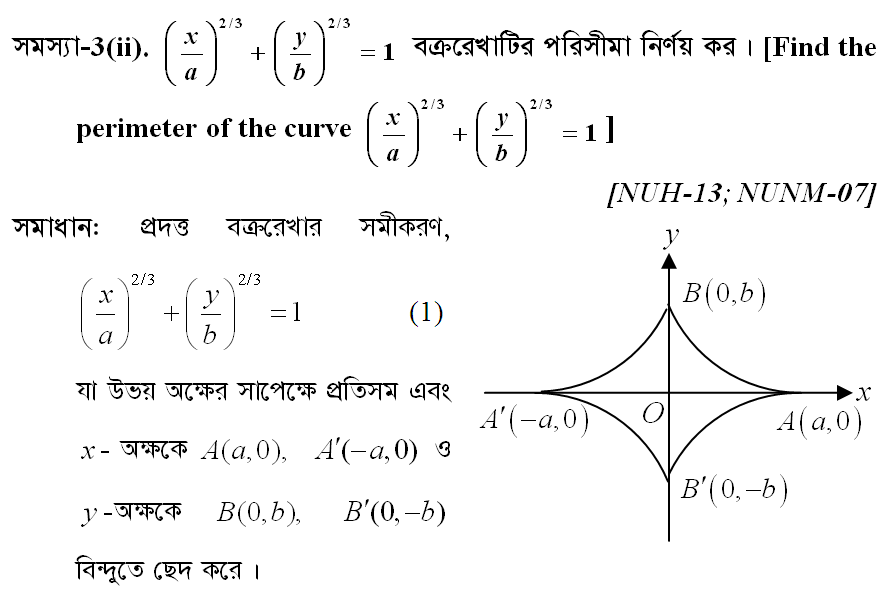 সমস্যা-3(ii). (x/a)^2/3 + (y/b)^2/3 = 1 বক্ররেখাটির পরিসীমা নির্ণয় কর। [Find the
perimeter of the curve (x/a)^2/3 + (y/b)^2/3 = 1 ]
[NUH-13; NUNM-07]
সমাধান: প্রদত্ত বক্ররেখার সমীকরণ,
(x/a)^2/3 + (y/b)^2/3 = 1 (1)
যা উভয় অক্ষের সাপেক্ষে প্রতিসম এবং
x- অক্ষকে A(a,0), A′(−a,0) ও
y-অক্ষকে B(0,b), B′(0,−b)
বিন্দুতে ছেদ করে।
y
B(0,b)
x
A′(−a,0)
O
A(a,0)
B′(0,−b)